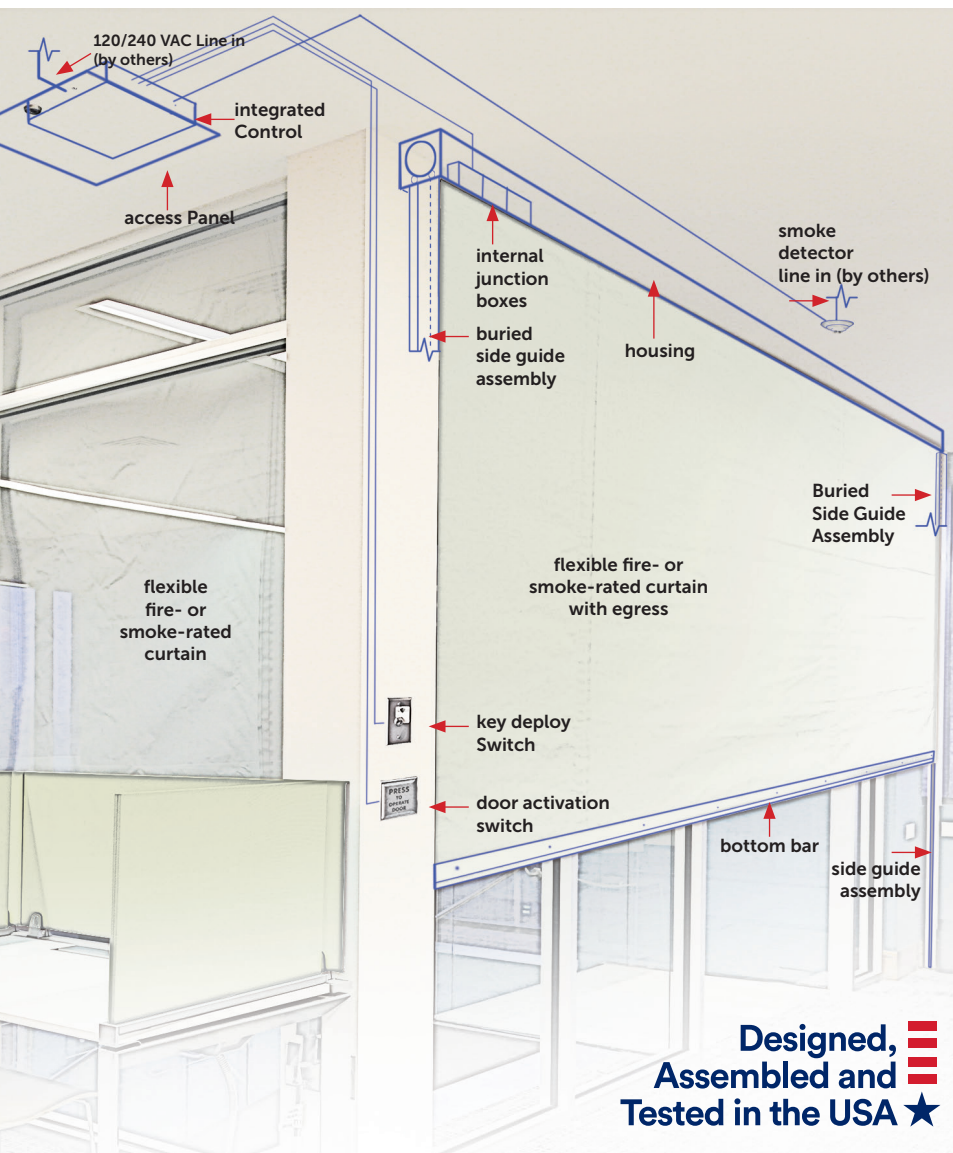 120/240 VAC Line in
(by others)
integrated
Control
access Panel
internal
junction
boxes
smoke
detector
line in (by others)
buried
side guide
assembly
housing
Buried
Side Guide
Assembly
flexible
fire- or
smoke-rated
curtain
flexible fire- or
smoke-rated curtain
with egress
key deploy
Switch
PRESS
TO
OPERATE
DOOR
door activation
switch
bottom bar
side guide
assembly
Designed,
Assembled and
Tested in the USA